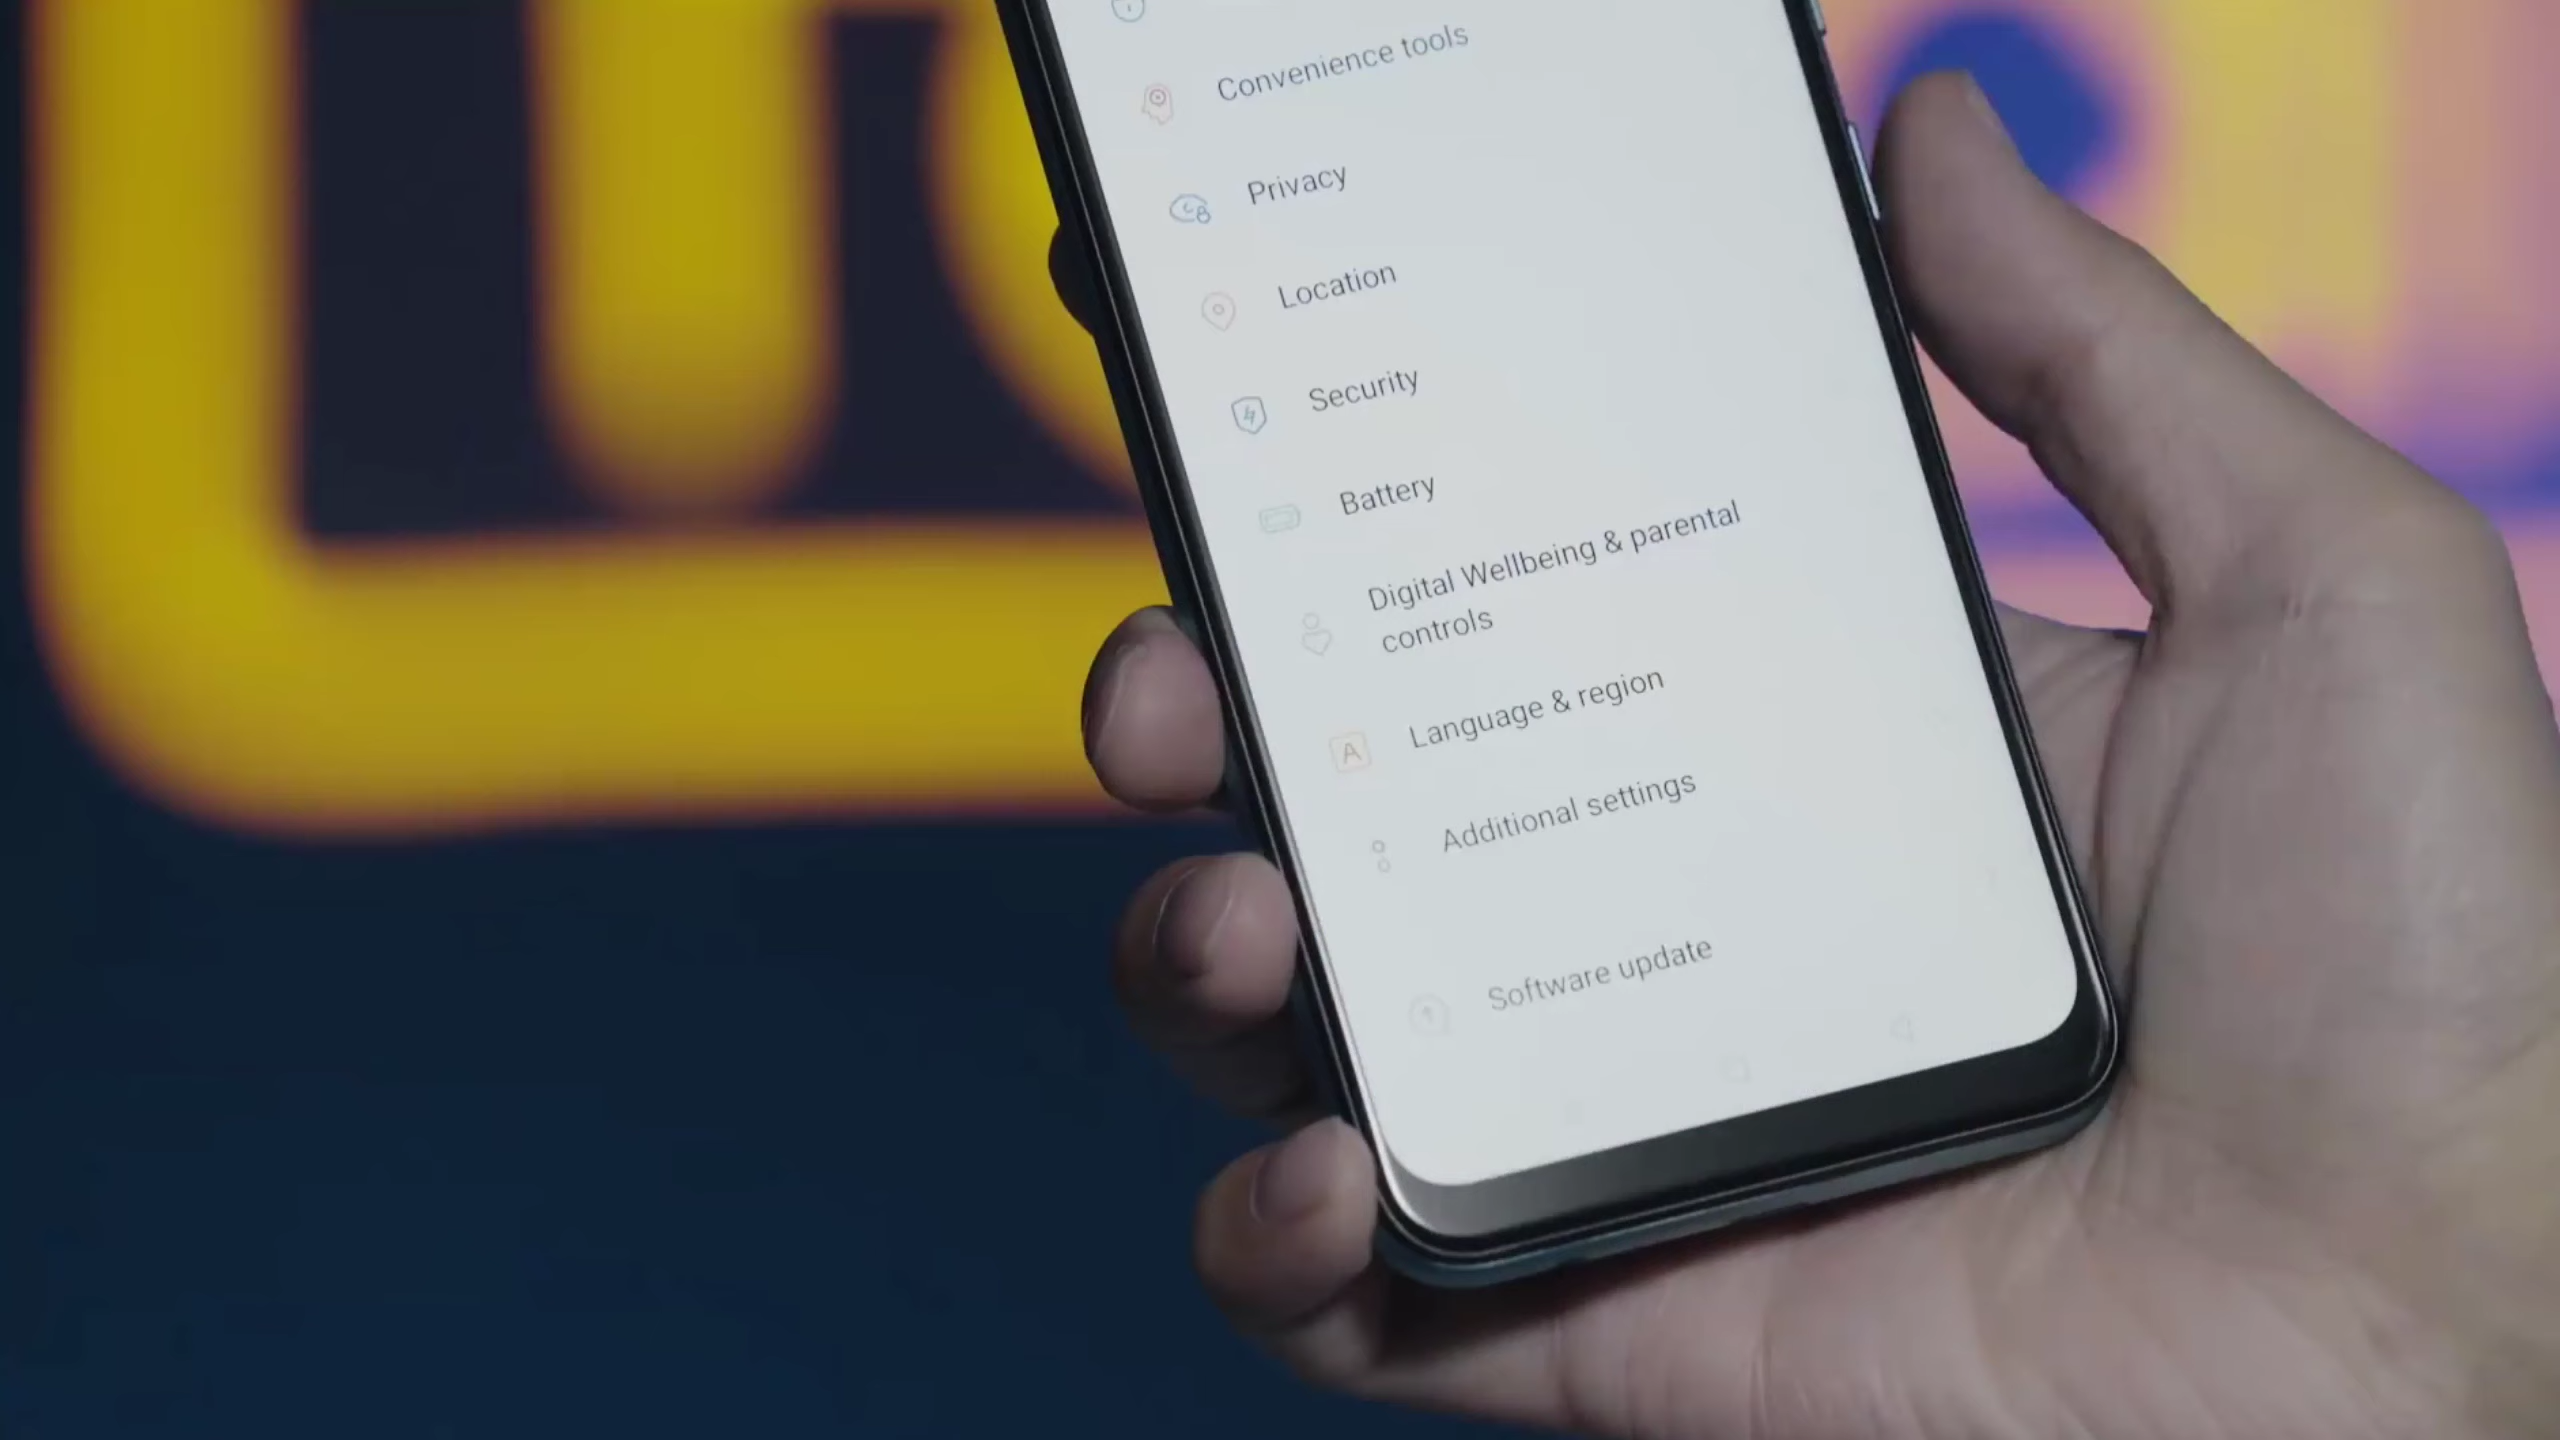 Convenience tools
Privacy
Location
Security
Battery
Digital Wellbeing & parental
controls
Language & region
A
Additional settings
Software update